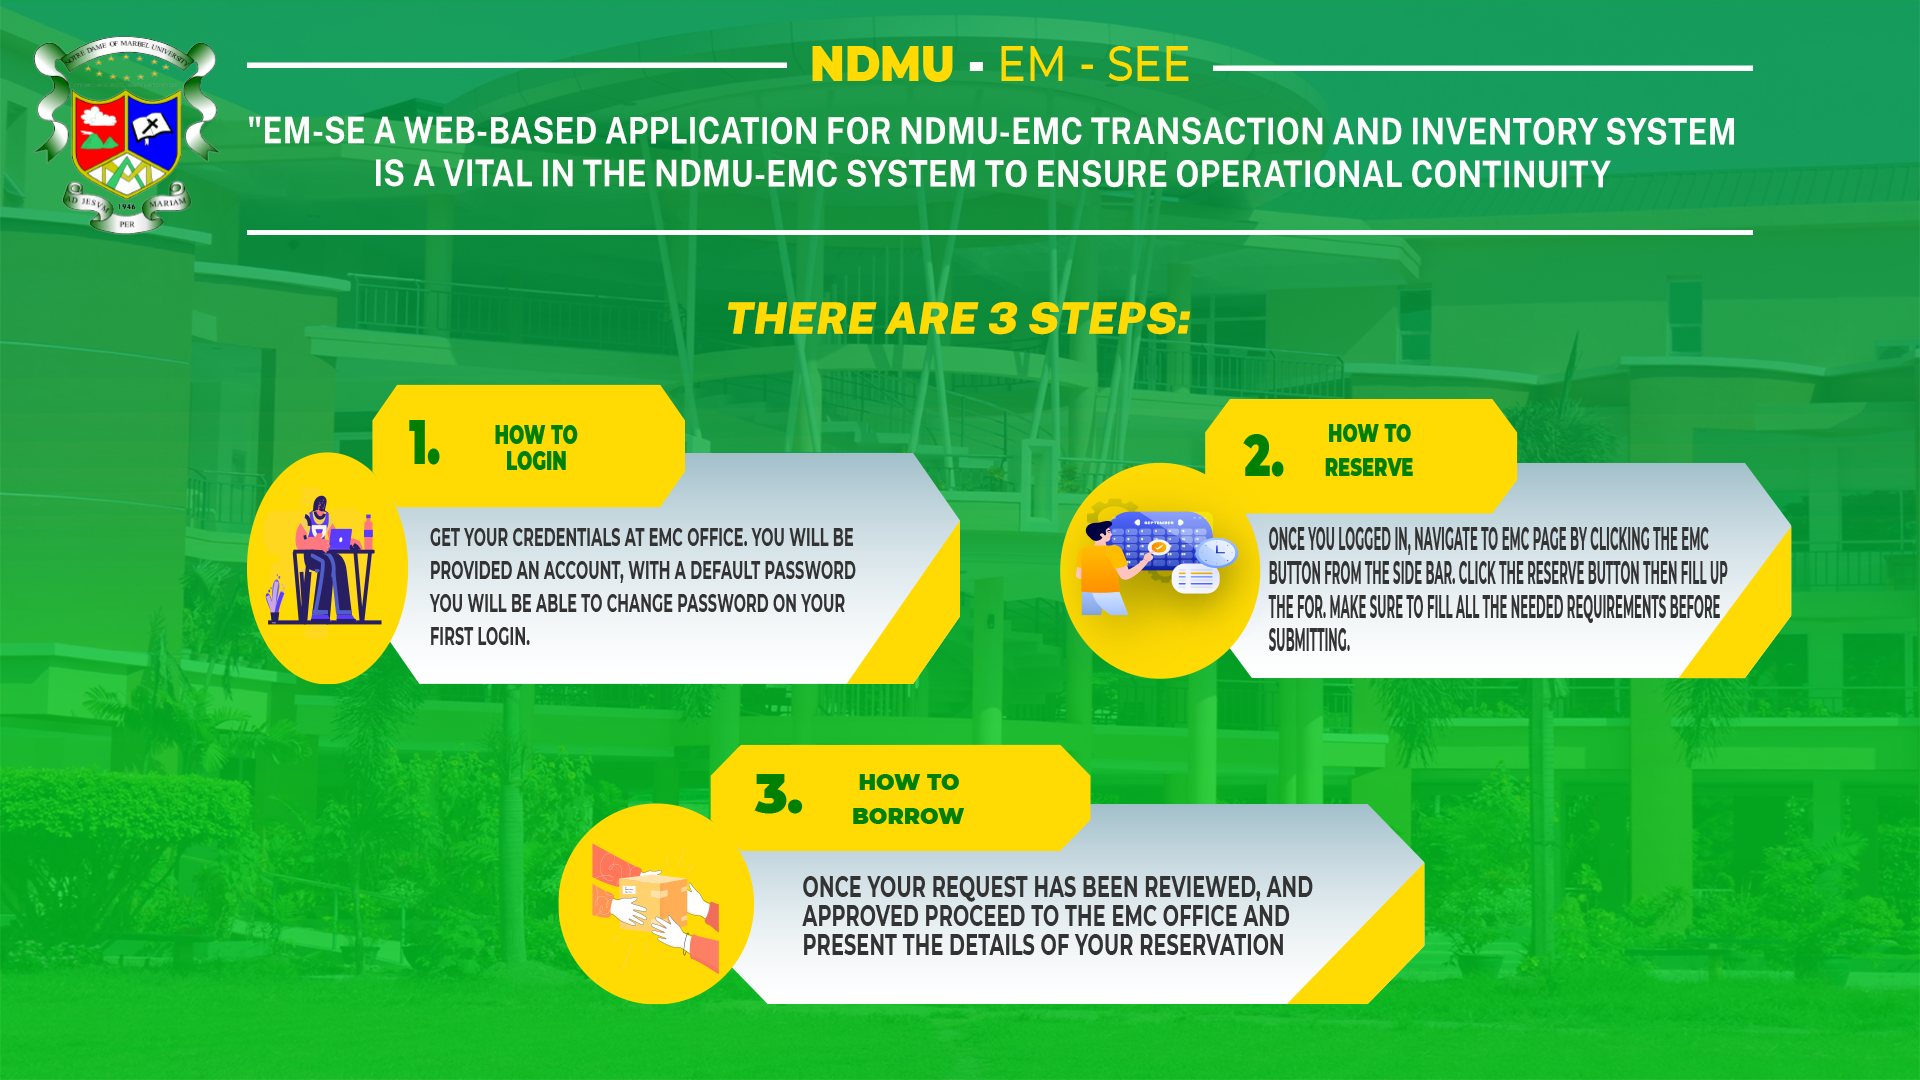 NOTRE DAME OF MARBEL UNIVERSITY
AD JESVM
1946
MARIAM
PER
NDMU - EM - SEE
"EM-SE A WEB-BASED APPLICATION FOR NDMU-EMC TRANSACTION AND INVENTORY SYSTEM
IS A VITAL IN THE NDMU-EMC SYSTEM TO ENSURE OPERATIONAL CONTINUITY
THERE ARE 3 STEPS:
1.
HOW TO
LOGIN
GET YOUR CREDENTIALS AT EMC OFFICE. YOU WILL BE
PROVIDED AN ACCOUNT, WITH A DEFAULT PASSWORD
YOU WILL BE ABLE TO CHANGE PASSWORD ON YOUR
FIRST LOGIN.
2.
HOW TO
RESERVE
SEPTEMBER
ONCE YOU LOGGED IN, NAVIGATE TO EMC PAGE BY CLICKING THE EMC
BUTTON FROM THE SIDE BAR. CLICK THE RESERVE BUTTON THEN FILL UP
THE FOR. MAKE SURE TO FILL ALL THE NEEDED REQUIREMENTS BEFORE
SUBMITTING.
3.
HOW TO
BORROW
ONCE YOUR REQUEST HAS BEEN REVIEWED, AND
APPROVED PROCEED TO THE EMC OFFICE AND
PRESENT THE DETAILS OF YOUR RESERVATION